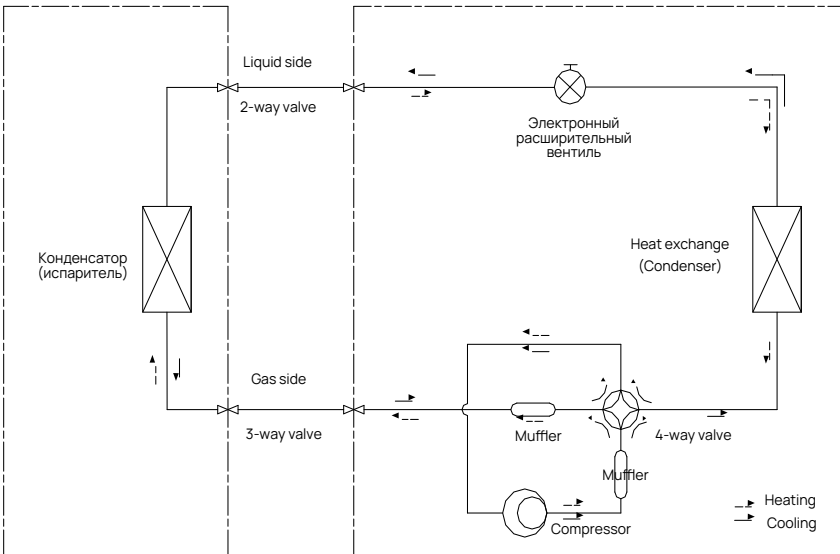 Liquid side
2-way valve
Электронный
расширительный
вентиль
Конденсатор
(испаритель)
Heat exchange
(Condenser)
Gas side
3-way valve
Muffler
4-way valve
Muffler
Compressor
Heating
Cooling